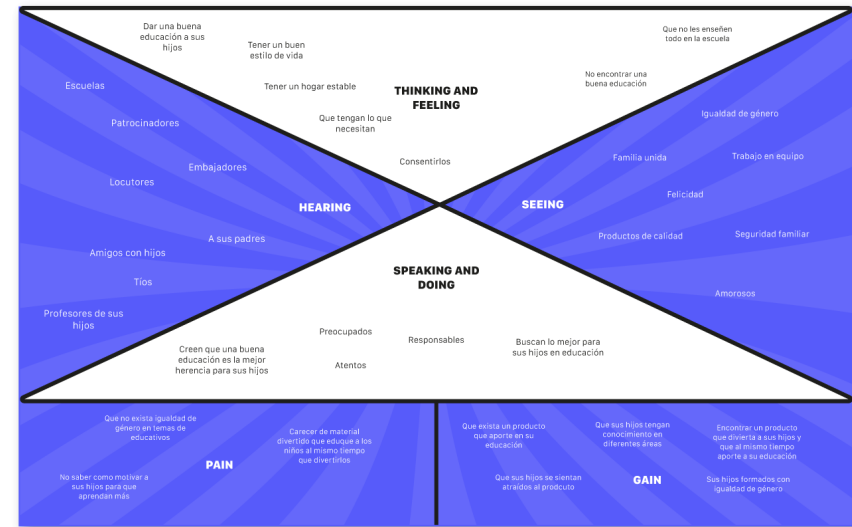 Dar una buena
educación a sus
hijos
Tener un buen
estilo de vida
Tener un hogar estable
Que tengan lo que
necesitan
Consentirlos
THINKING AND
FEELING
Que no les enseñen
todo en la escuela
No encontrar una
buena educación
Escuelas
Patrocinadores
Embajadores
Locutores
HEARING
A sus padres
Amigos con hijos
Tíos
Profesores de sus
hijos
SEEING
Igualdad de género
Familia unida
Trabajo en equipo
Felicidad
Productos de calidad
Seguridad familiar
Amorosos
SPEAKING AND
DOING
Preocupados
Responsables
Creen que una buena
educación es la mejor
herencia para sus hijos
Atentos
Buscan lo mejor para
sus hijos en educación
Que no exista igualdad de
género en temas de
educativos
Carecer de material
divertido que eduque a los
niños al mismo tiempo
que divertirlos
PAIN
No saber como motivar a
sus hijos para que
aprendan más
Que exista un producto
que aporte en su
educación
Que sus hijos tengan
conocimiento en
diferentes áreas
Encontrar un producto
que divierta a sus hijos y
que al mismo tiempo
aporte a su educación
Que sus hijos se sientan
atraídos al prodcuto
GAIN
Sus hijos formados con
igualdad de género